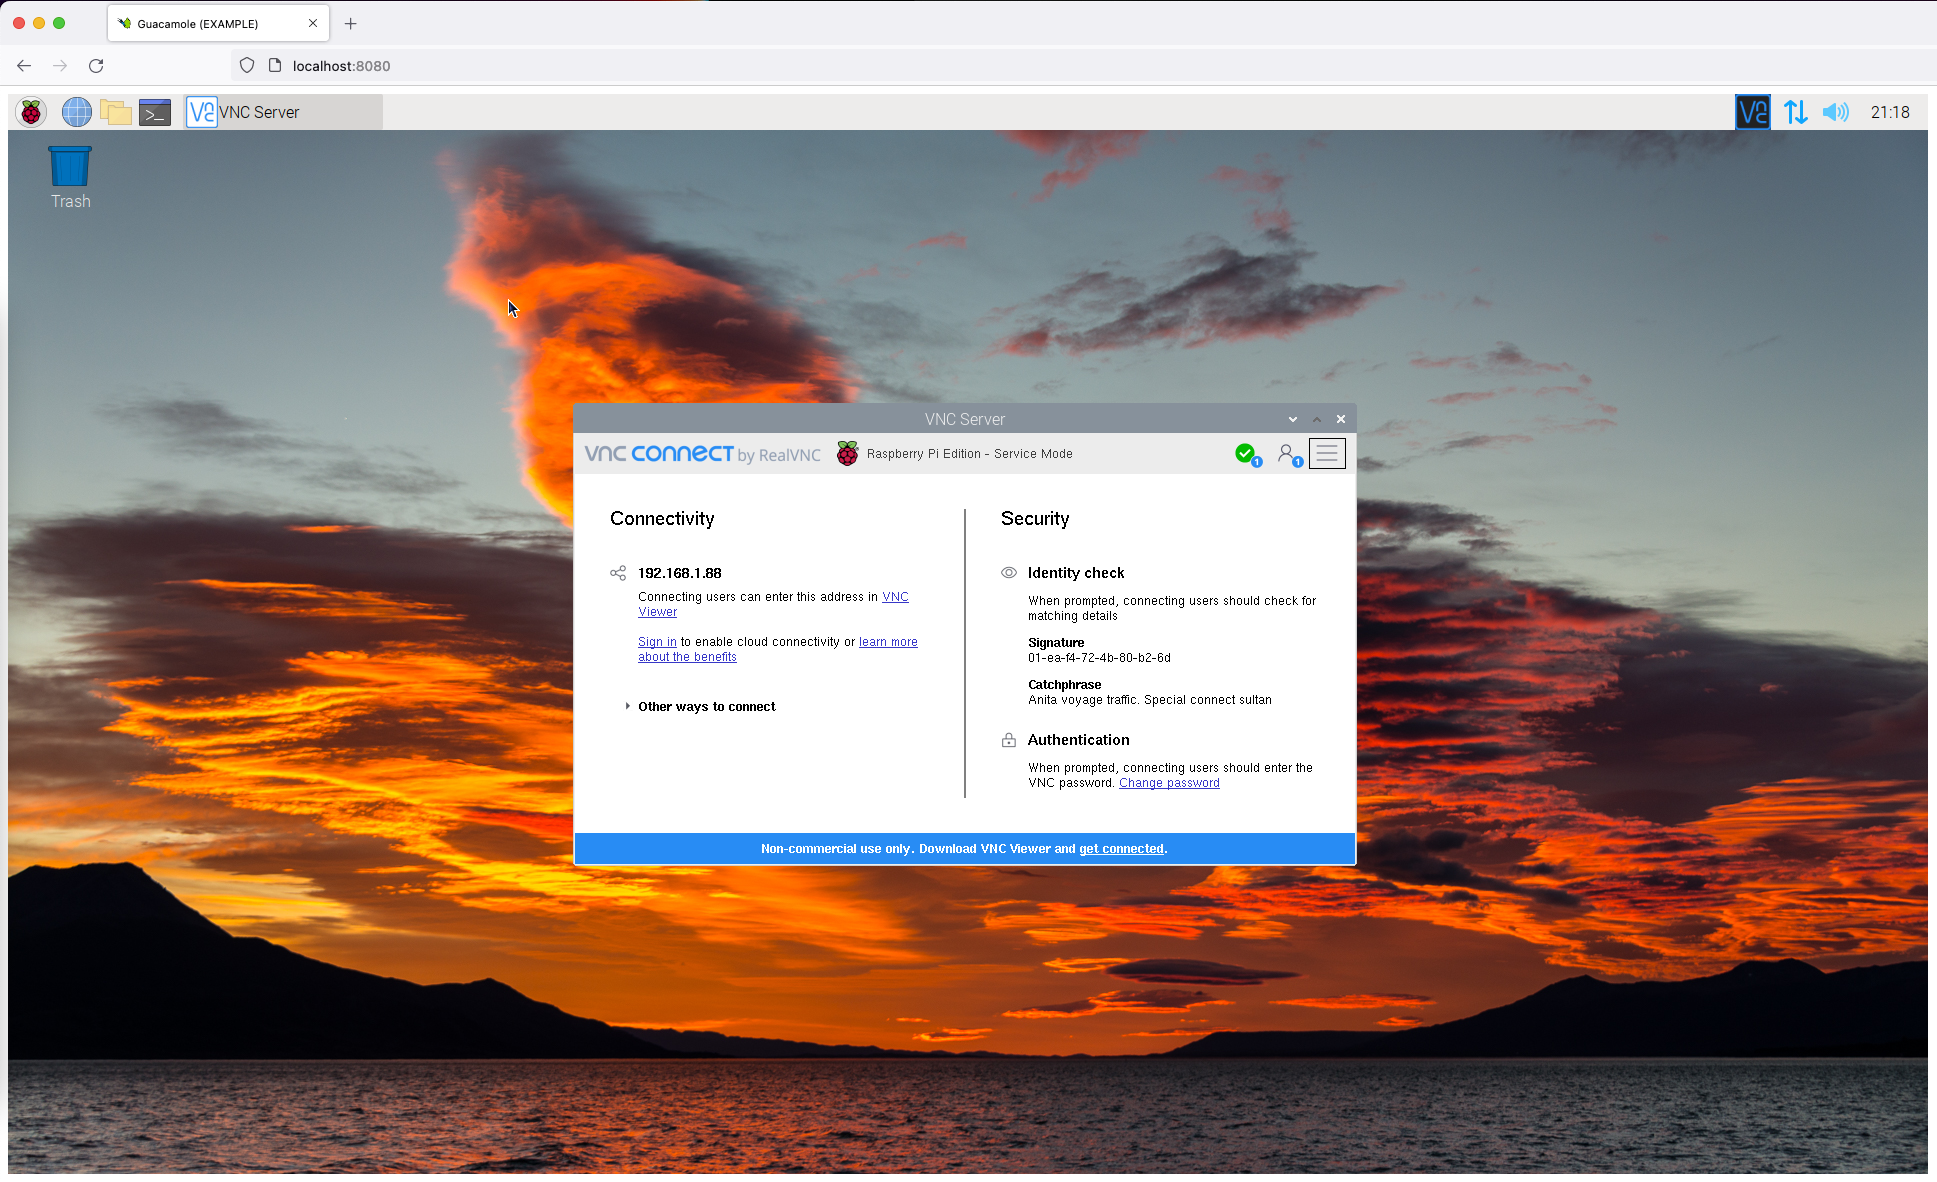 Guacamole (EXAMPLE)
localhost:8080
VNC Server
21:18
Trash
VNC Server
vnc connect by RealVNC
Raspberry Pi Edition - Service Mode
1
1
Connectivity
192.168.1.88
Connecting users can enter this address in VNC
Viewer
Sign in to enable cloud connectivity or learn more
about the benefits
Other ways to connect
Security
Identity check
When prompted, connecting users should check for
matching details
Signature
01-ea-f4-72-4b-80-b2-6d
Catchphrase
Anita voyage traffic. Special connect sultan
Authentication
When prompted, connecting users should enter the
VNC password. Change password
Non-commercial use only. Download VNC Viewer and get connected.